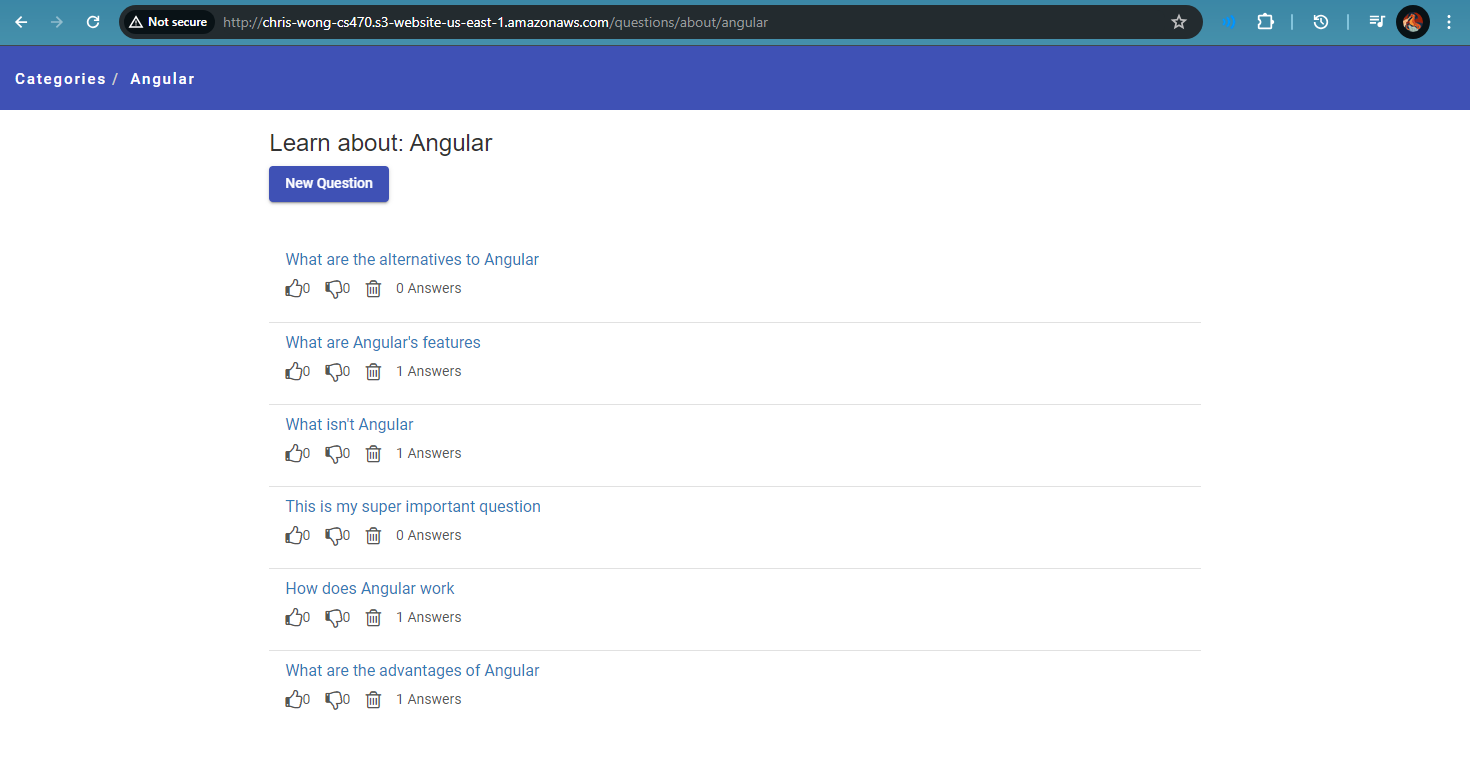 Not secure http://chris-wong-cs470.s3-website-us-east-1.amazonaws.com/questions/about/angular
Categories / Angular
Learn about: Angular
New Question
What are the alternatives to Angular
0 0 0 Answers
What are Angular's features
0 0 1 Answers
What isn't Angular
0 0 1 Answers
This is my super important question
0 0 0 Answers
How does Angular work
0 0 1 Answers
What are the advantages of Angular
0 0 1 Answers